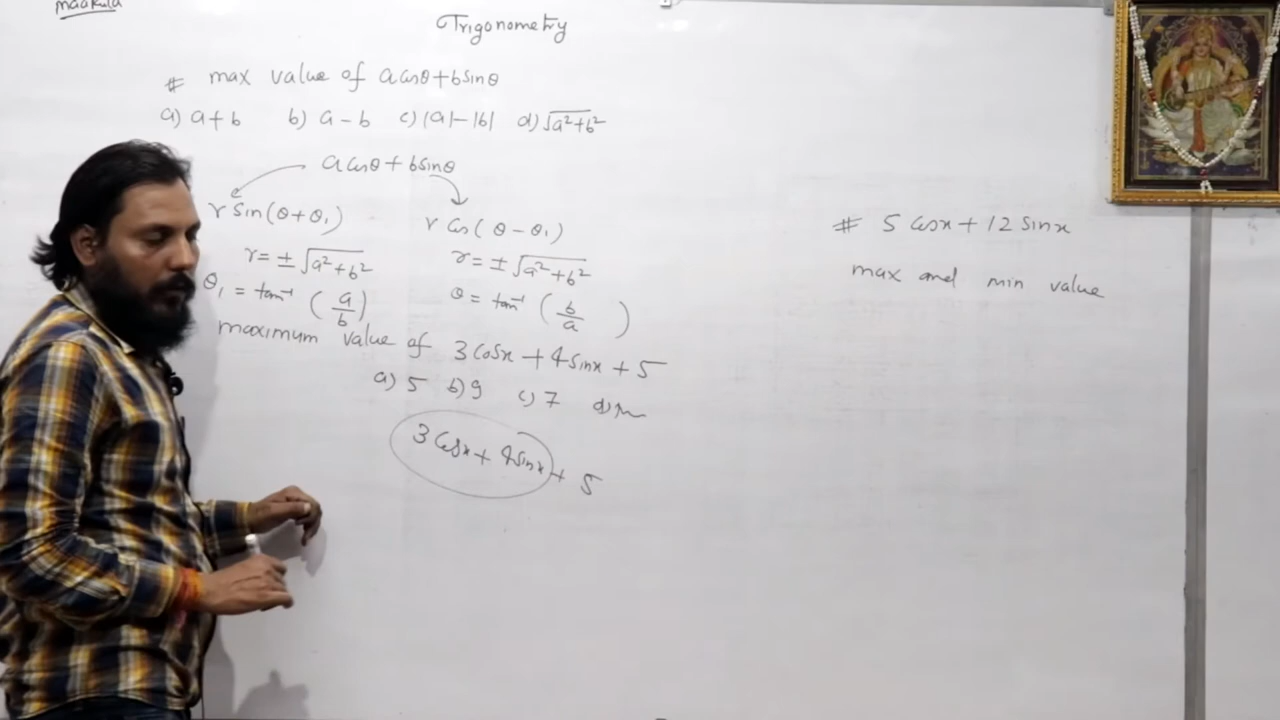 Trigonometry
# max value of a cosθ + b sinθ
a) a + b b) a - b c) |a| - |b| d) √a²+b²
a cosθ + b sinθ
r sin(θ + θ₁) r cos(θ - θ₁)
r = ± √a² + b² r = ± √a² + b²
θ₁ = tan⁻¹ (a/b) θ = tan⁻¹ (b/a)
maximum value of 3 cosx + 4 sinx + 5
a) 5 b) 9 c) 7 d)
3 cosx + 4 sinx + 5
# 5 cosx + 12 sinx
max and min value